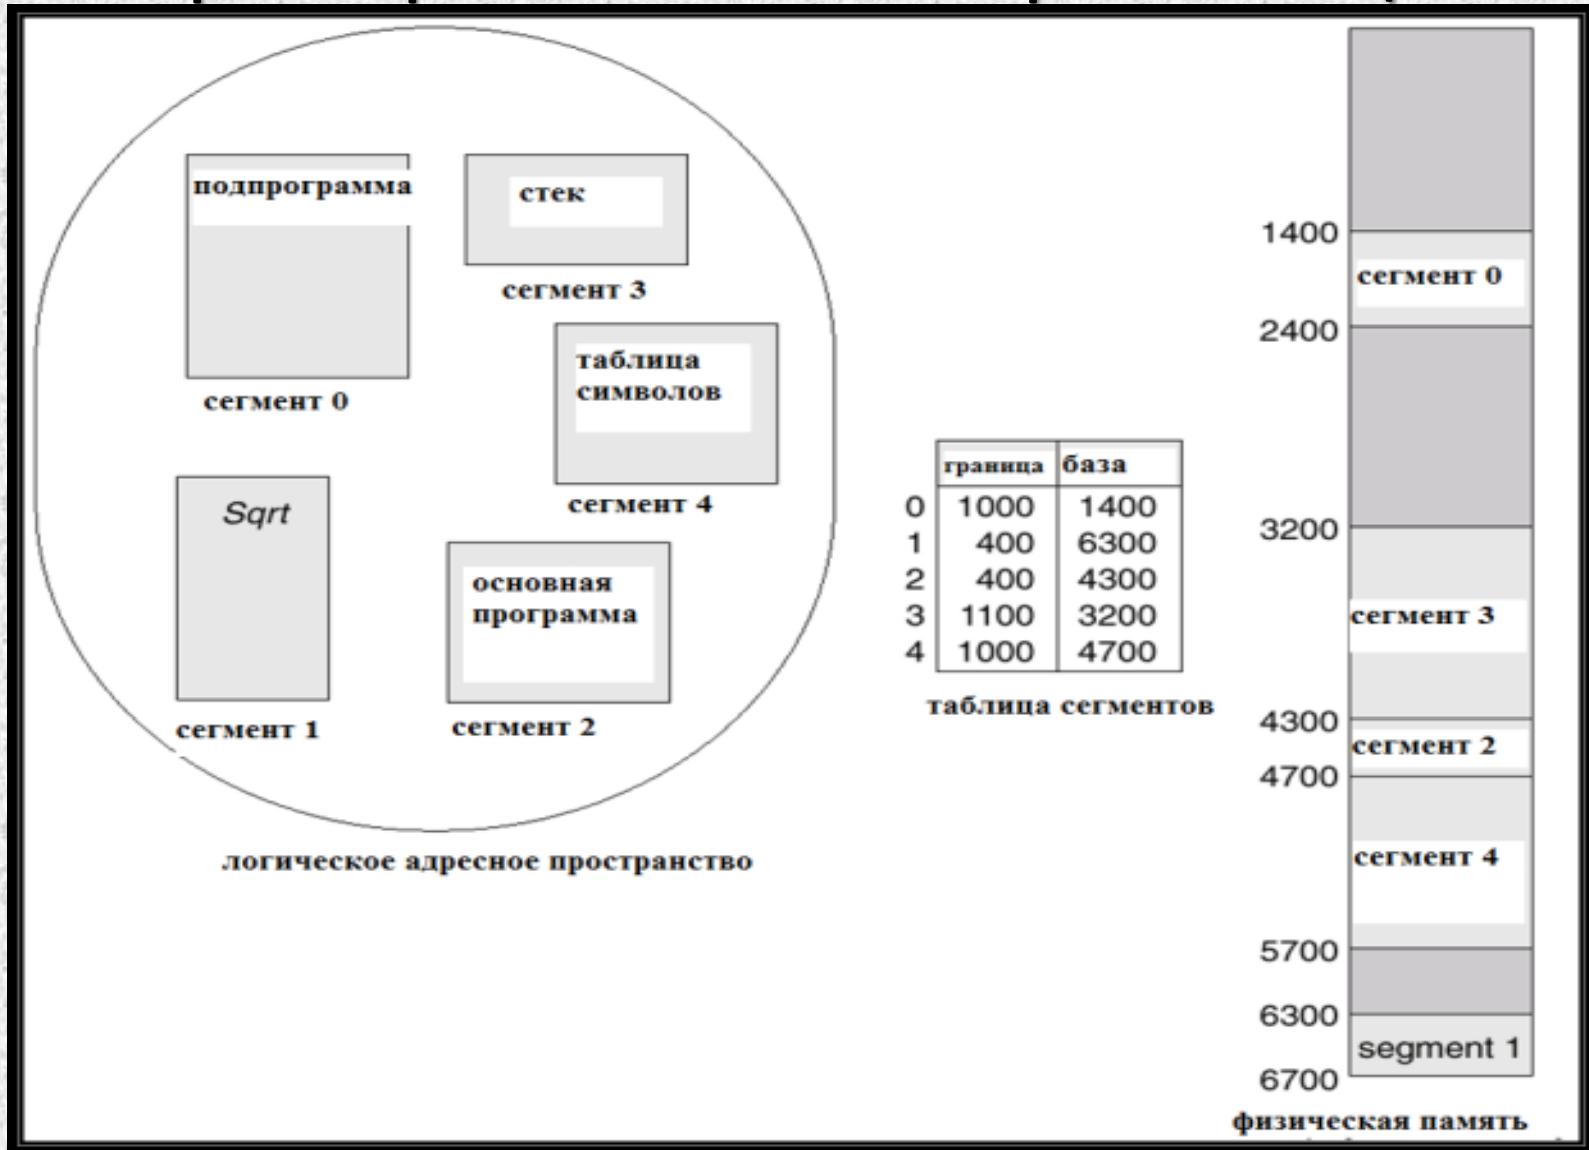 подпрограмма
стек
сегмент 3
сегмент 0
таблица
символов
сегмент 4
Sqrt
сегмент 1
основная
программа
сегмент 2
логическое адресное пространство
граница база
0 1000 1400
1 400 6300
2 400 4300
3 1100 3200
4 1000 4700
таблица сегментов
1400
сегмент 0
2400
3200
сегмент 3
4300
сегмент 2
4700
сегмент 4
5700
6300
segment 1
6700
физическая память